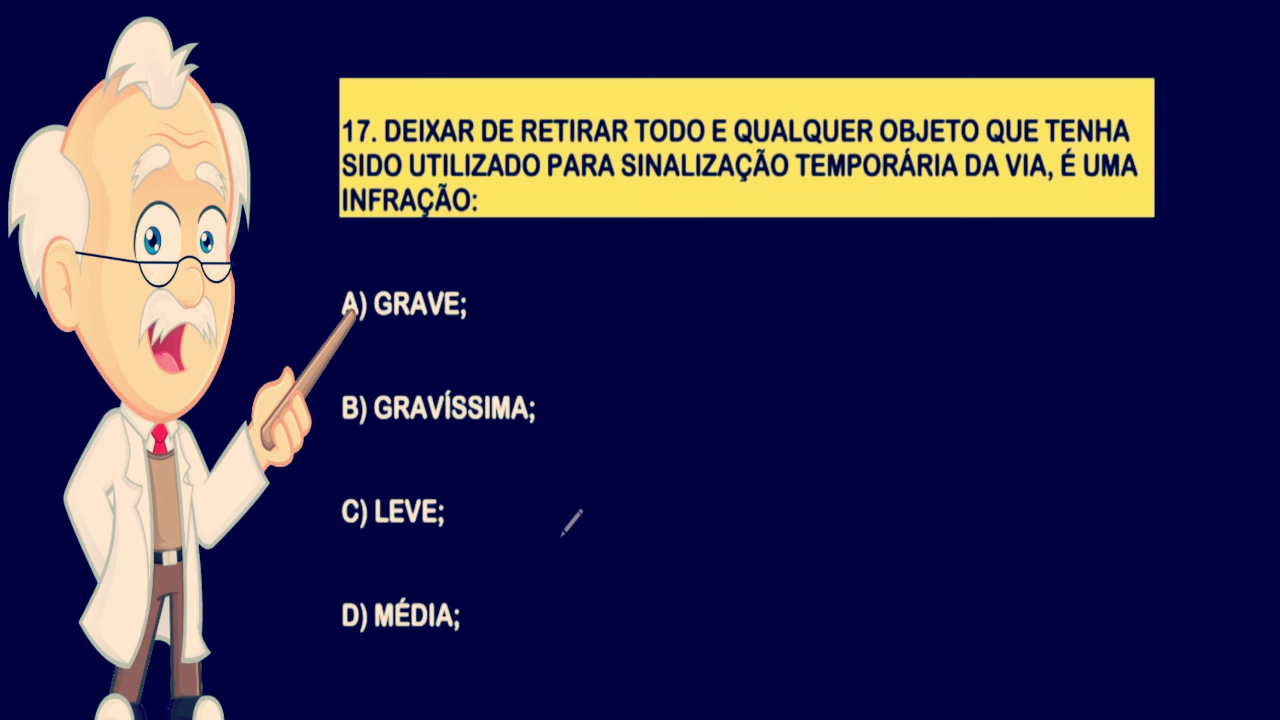 17. DEIXAR DE RETIRAR TODO E QUALQUER OBJETO QUE TENHA
SIDO UTILIZADO PARA SINALIZAÇÃO TEMPORÁRIA DA VIA, É UMA
INFRAÇÃO:
A) GRAVE;
B) GRAVÍSSIMA;
C) LEVE;
D) MÉDIA;